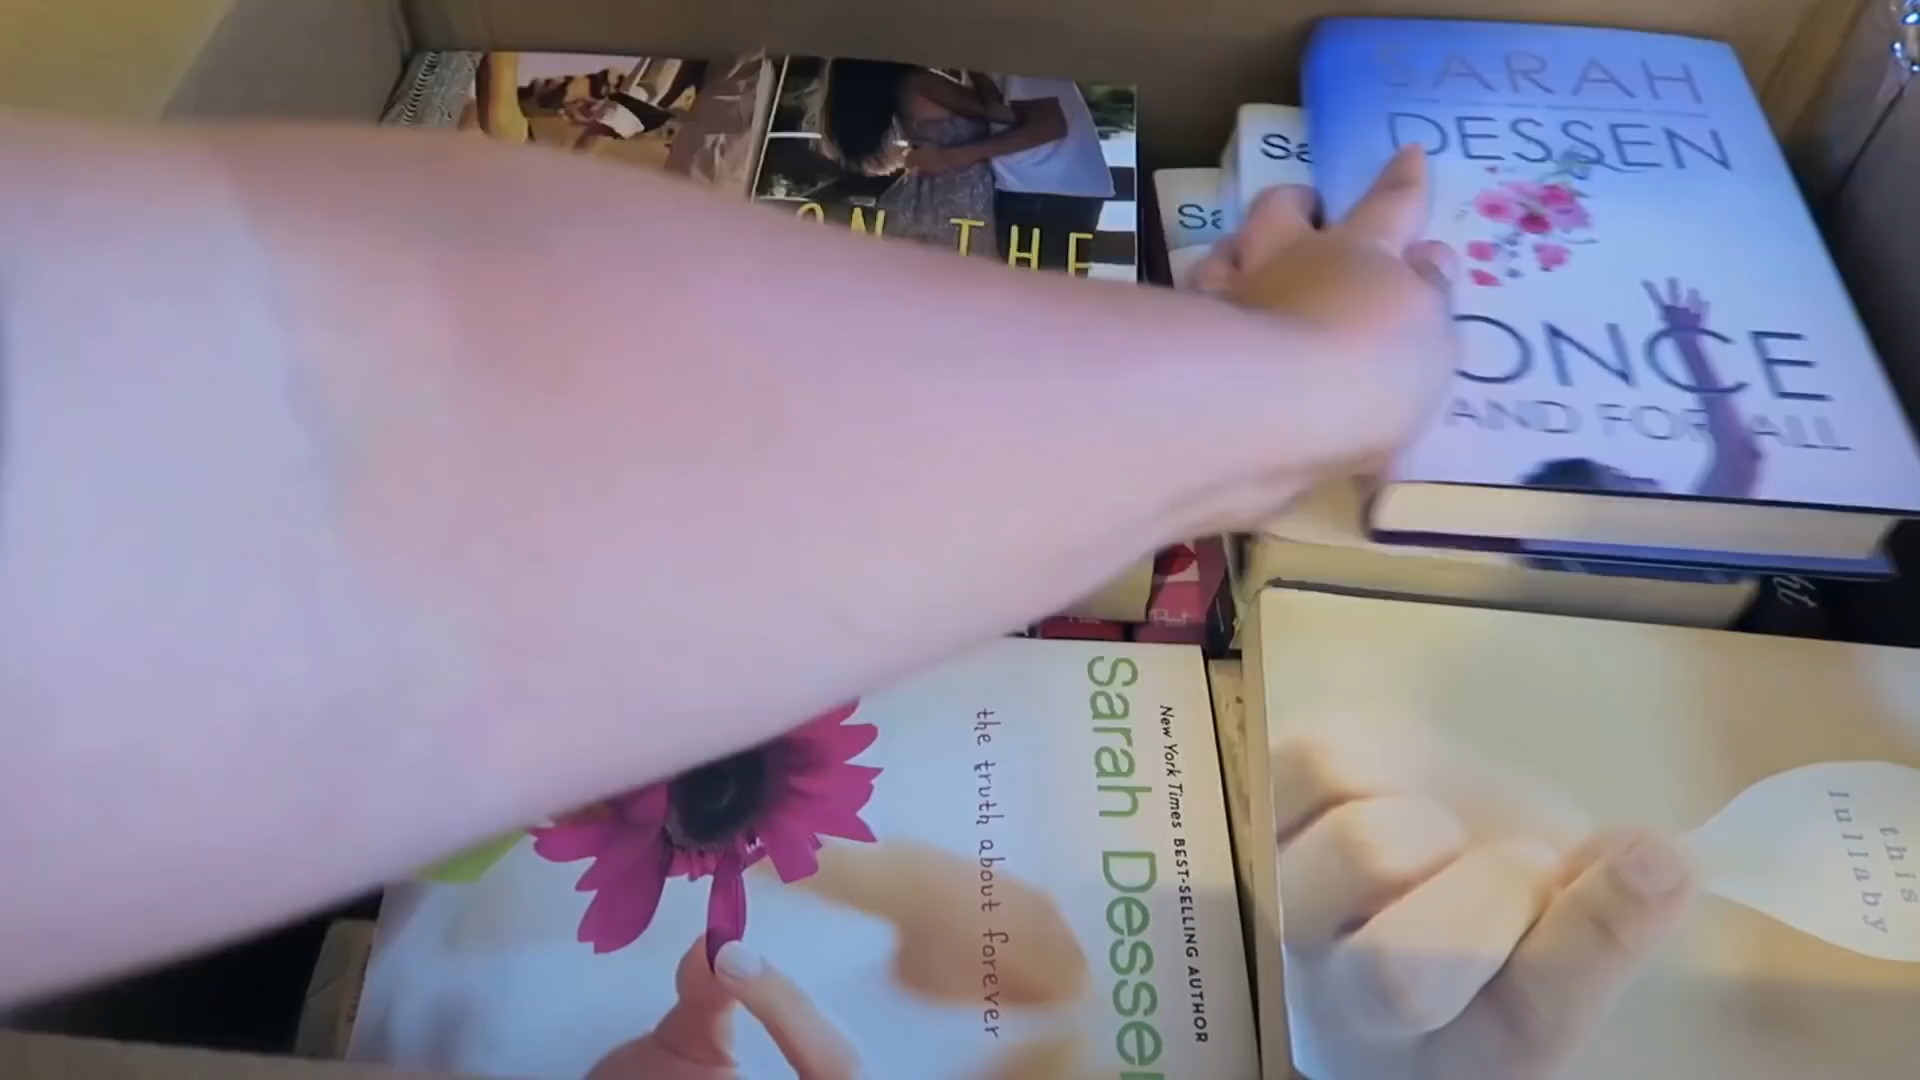 SARAH
DESSEN
ONCE
AND FOR ALL
Sa
Sa
ON THE
New York Times BEST-SELLING AUTHOR
Sarah Dessen
the truth about forever
this
lullaby
ht